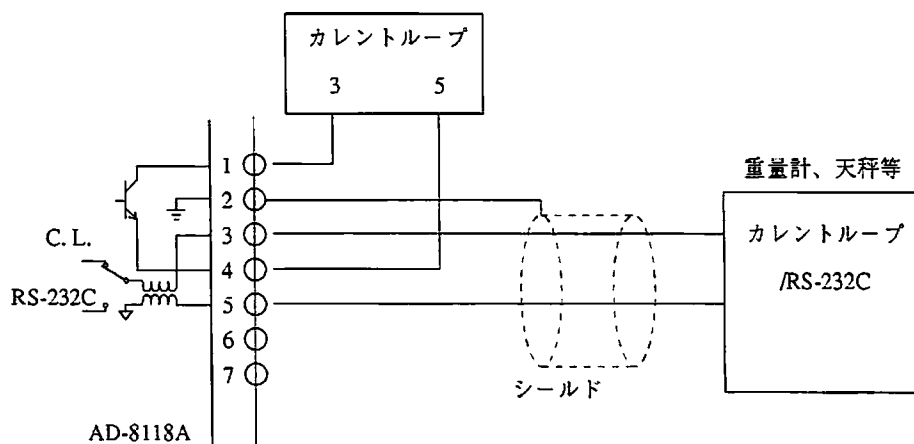 カレントループ
3 5
1
2
3
4
5
6
7
C. L.
RS-232C
AD-8118A
シールド
重量計、天秤等
カレントループ
/RS-232C